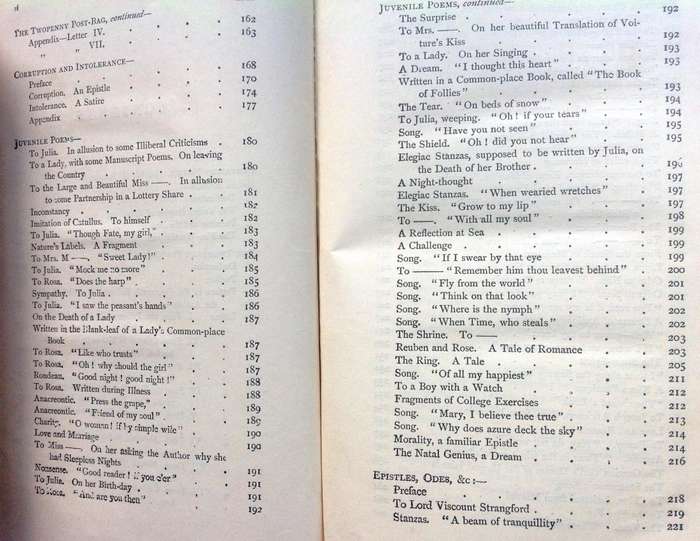 xi
THE TWOPENNY POST-BAG, continued—
Appendix—Letter IV. 162
" " VII. 163
CORRUPTION AND INTOLERANCE—
Preface 168
Corruption. An Epistle 170
Intolerance. A Satire 174
Appendix 177
JUVENILE POEMS—
To Julia. In allusion to some Illiberal Criticisms 180
To a Lady, with some Manuscript Poems. On leaving
the Country 180
To the Large and Beautiful Miss ——. In allusion
to some Partnership in a Lottery Share 181
Inconstancy 182
Imitation of Catullus. To himself 182
To Julia. "Though Fate, my girl," 183
Nature's Labels. A Fragment 183
To Mrs. M——. "Sweet Lady!" 184
To Julia. "Mock me no more" 185
To Rosa. "Does the harp" 185
Sympathy. To Julia 186
To Julia. "I saw the peasant's hands" 186
On the Death of a Lady 187
Written in the Blank-leaf of a Lady's Common-place
Book 187
To Rosa. "Like who trusts" 187
To Rosa. "Oh! why should the girl" 187
Rondeau. "Good night! good night!" 188
To Rosa. Written during Illness 188
Anacreontic. "Press the grape," 189
Anacreontic. "Friend of my soul" 189
Charity. "O woman! if by simple wile" 190
Love and Marriage 190
To Miss ——. On her asking the Author why she
had Sleepless Nights 191
Nonsense. "Good reader! if you e'er" 191
To Julia. On her Birth-day 191
To Rosa. "And are you then" 192
JUVENILE POEMS, continued—
The Surprise 192
To Mrs. ——. On her beautiful Translation of Voi-
ture's Kiss 192
To a Lady. On her Singing 193
A Dream. "I thought this heart" 193
Written in a Common-place Book, called "The Book
of Follies" 193
The Tear. "On beds of snow" 194
To Julia, weeping. "Oh! if your tears" 194
Song. "Have you not seen" 195
The Shield. "Oh! did you not hear" 195
Elegiac Stanzas, supposed to be written by Julia, on
the Death of her Brother 196
A Night-thought 197
Elegiac Stanzas. "When wearied wretches" 197
The Kiss. "Grow to my lip" 197
To ——. "With all my soul" 198
A Reflection at Sea 199
A Challenge 199
Song. "If I swear by that eye 199
To —— "Remember him thou leavest behind" 200
Song. "Fly from the world" 201
Song. "Think on that look" 201
Song. "Where is the nymph" 201
Song. "When Time, who steals" 202
The Shrine. To —— 203
Reuben and Rose. A Tale of Romance 203
The Ring. A Tale 205
Song. "Of all my happiest" 211
To a Boy with a Watch 212
Fragments of College Exercises 212
Song. "Mary, I believe thee true" 213
Song. "Why does azure deck the sky" 214
Morality, a familiar Epistle 214
The Natal Genius, a Dream 216
EPISTLES, ODES, &c :—
Preface 218
To Lord Viscount Strangford 219
Stanzas. "A beam of tranquillity" 221